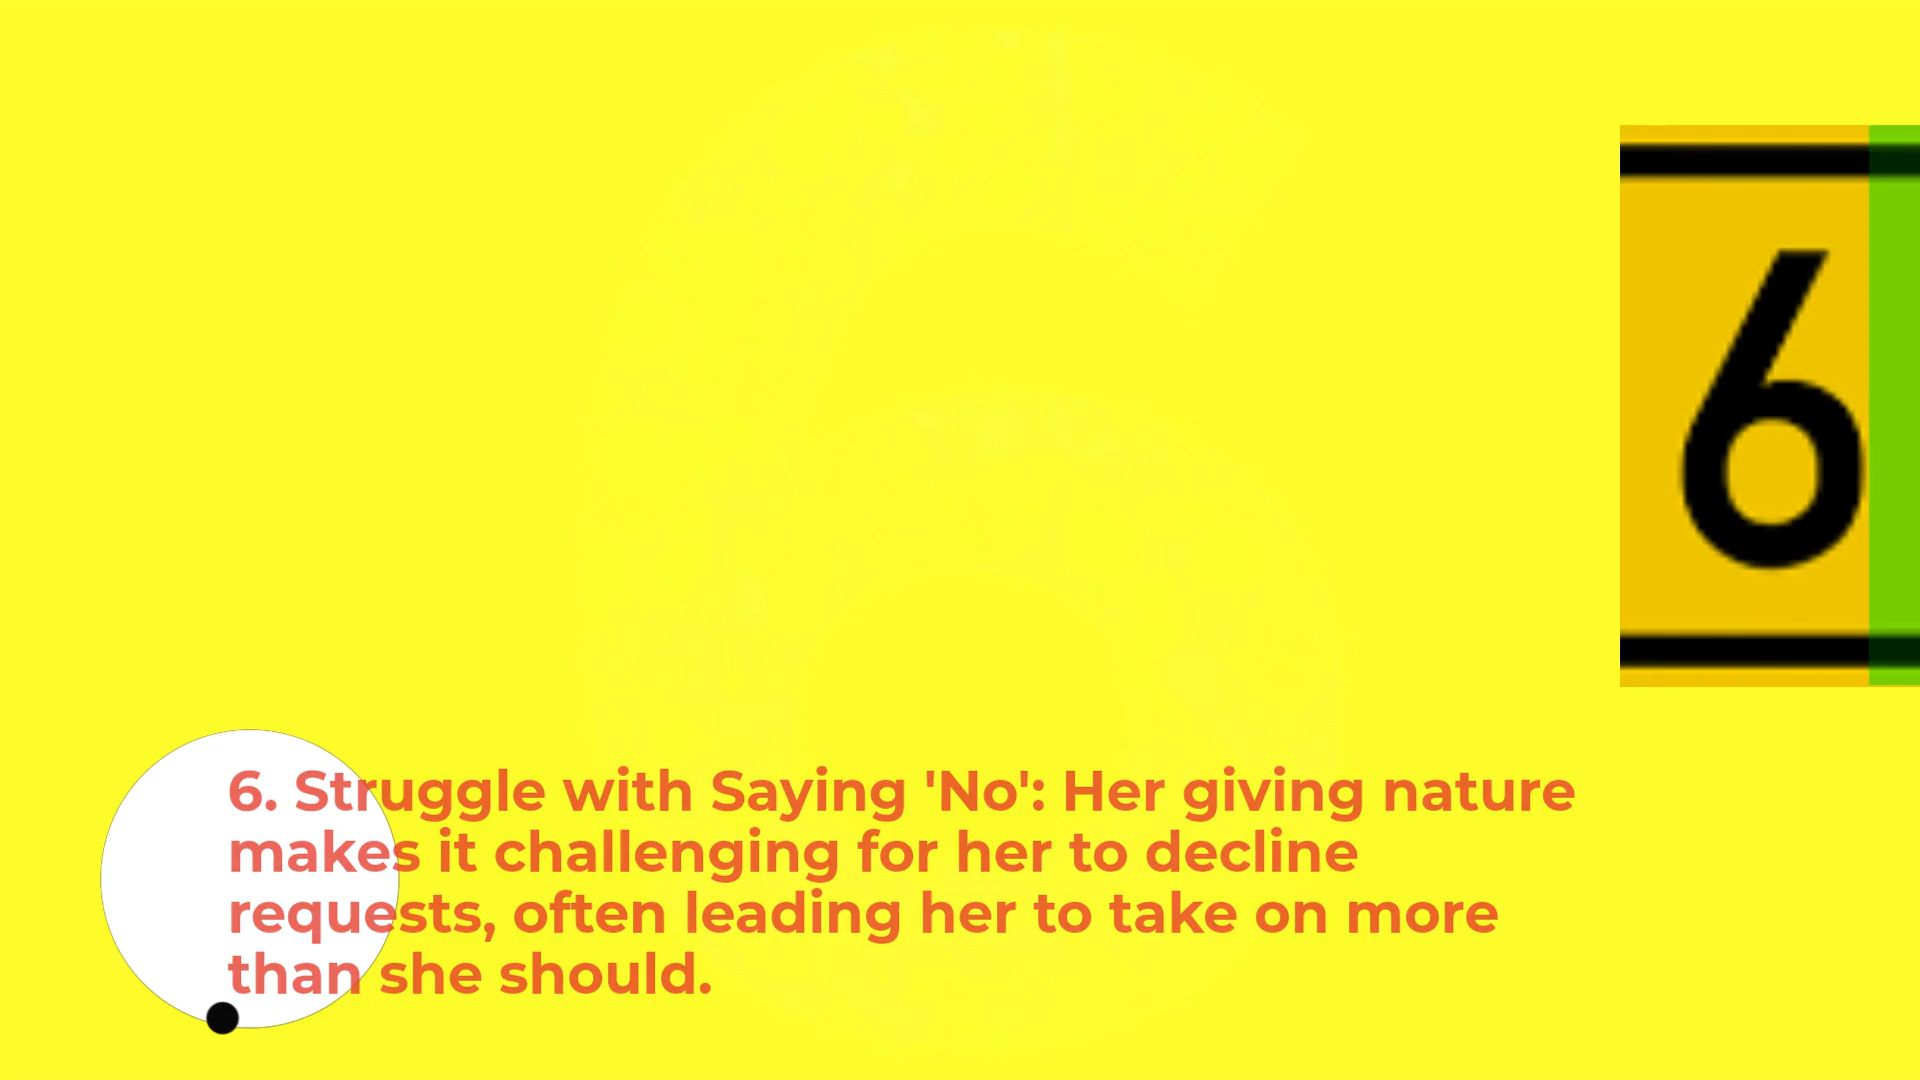 6
6. Struggle with Saying 'No': Her giving nature
makes it challenging for her to decline
requests, often leading her to take on more
than she should.